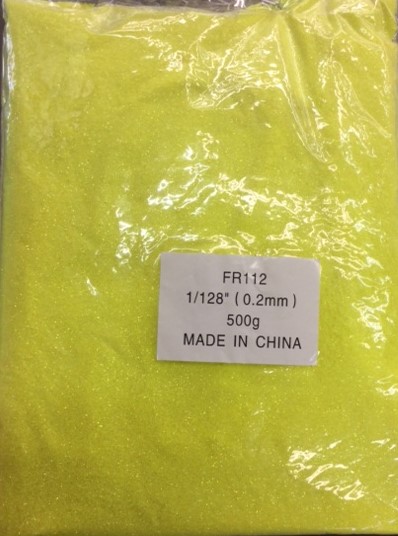 FR112
1/128" (0.2mm)
500g
MADE IN CHINA